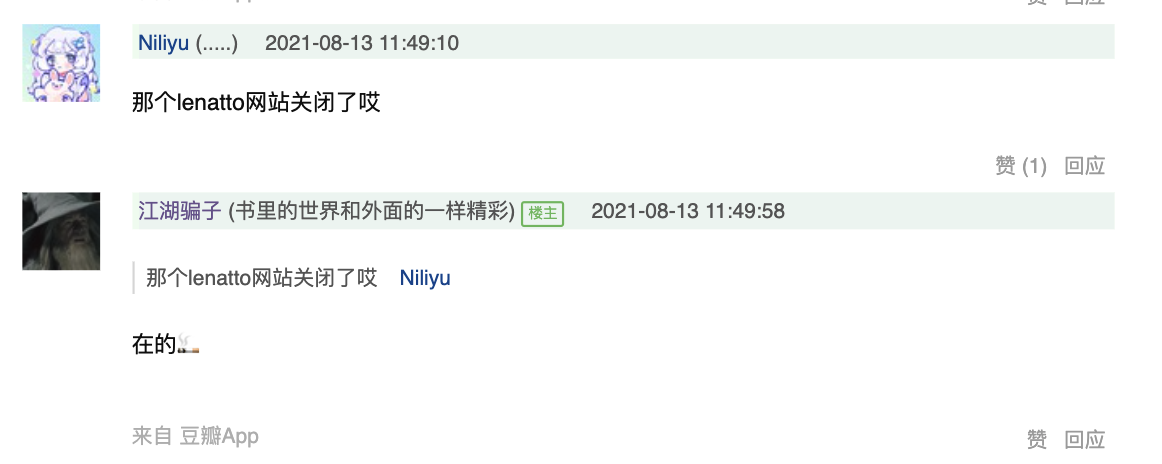 Niliyu (.....) 2021-08-13 11:49:10
那个lenatto网站关闭了哎
赞 (1) 回应
江湖骗子 (书里的世界和外面的一样精彩) 楼主 2021-08-13 11:49:58
那个lenatto网站关闭了哎 Niliyu
在的🚬
来自 豆瓣App
赞 回应